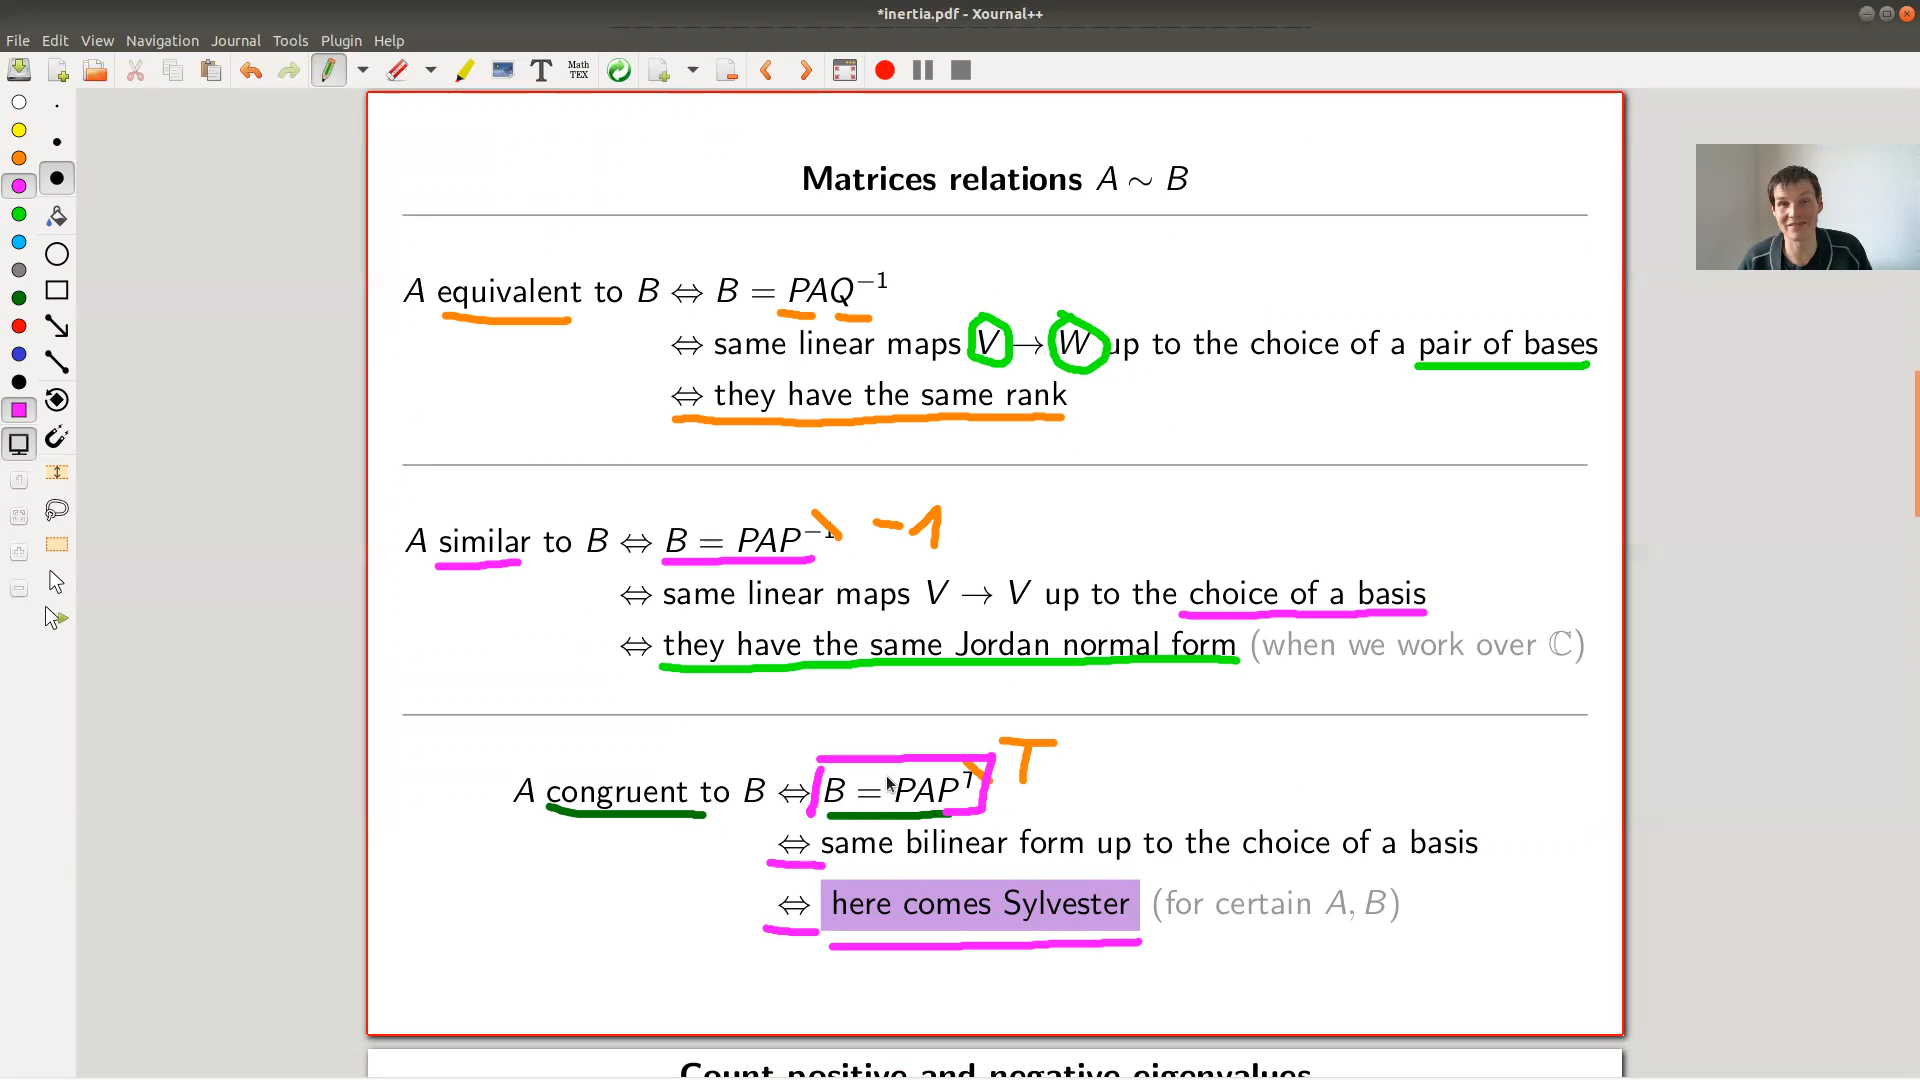 *inertia.pdf - Xournal++
File Edit View Navigation Journal Tools Plugin Help
Math TEX
Matrices relations A ∼ B
A equivalent to B ⇔ B = PAQ⁻¹
⇔ same linear maps V → W up to the choice of a pair of bases
⇔ they have the same rank
A similar to B ⇔ B = PAP⁻¹ -1
⇔ same linear maps V → V up to the choice of a basis
⇔ they have the same Jordan normal form (when we work over ℂ)
A congruent to B ⇔ B = PAPᵀ T
⇔ same bilinear form up to the choice of a basis
⇔ here comes Sylvester (for certain A, B)
Count positive and negative eigenvalues